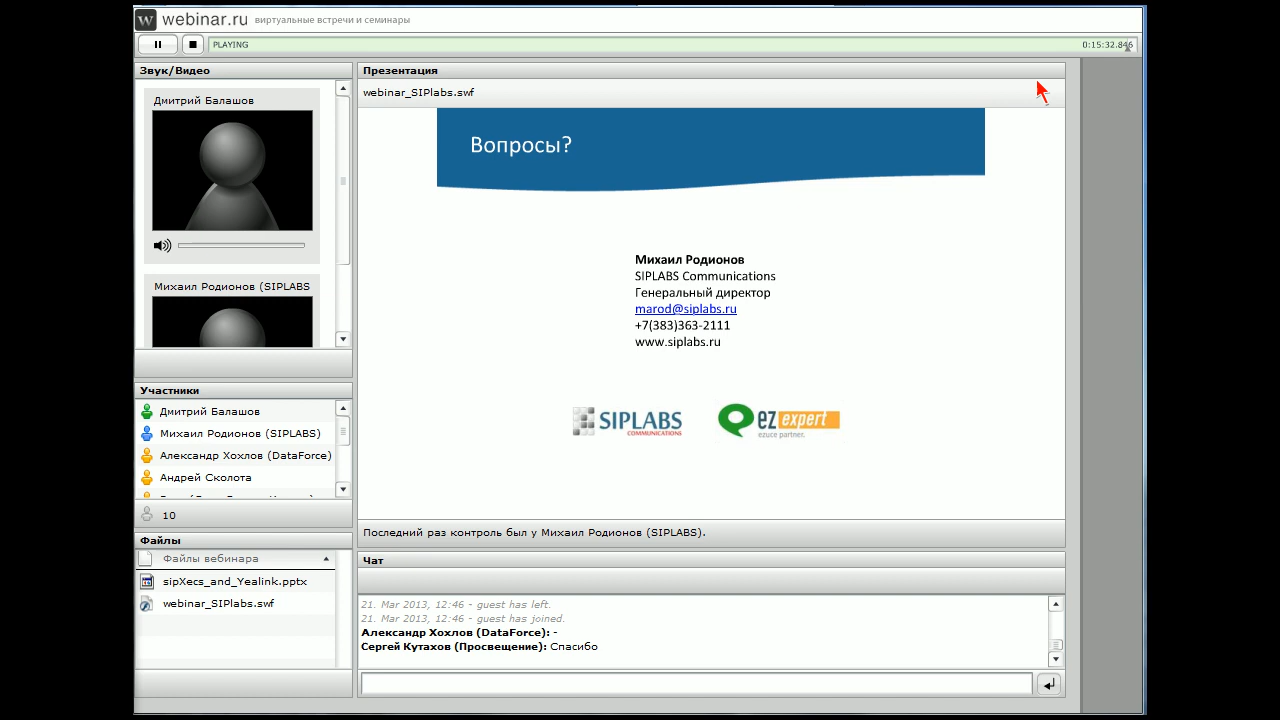 webinar.ru виртуальные встречи и семинары
PLAYING
0:15:32.846
Звук/Видео
Дмитрий Балашов
Михаил Родионов (SIPLABS
Участники
Дмитрий Балашов
Михаил Родионов (SIPLABS)
Александр Хохлов (DataForce)
Андрей Сколота
10
Файлы
Файлы вебинара
sipXecs_and_Yealink.pptx
webinar_SIPlabs.swf
Презентация
webinar_SIPlabs.swf
Вопросы?
Михаил Родионов
SIPLABS Communications
Генеральный директор
marod@siplabs.ru
+7(383)363-2111
www.siplabs.ru
SIPLABS
COMMUNICATIONS
ez expert
ezuce partner.
Последний раз контроль был у Михаил Родионов (SIPLABS).
Чат
21. Mar 2013, 12:46 - guest has left.
21. Mar 2013, 12:46 - guest has joined.
Александр Хохлов (DataForce): -
Сергей Кутахов (Просвещение): Спасибо